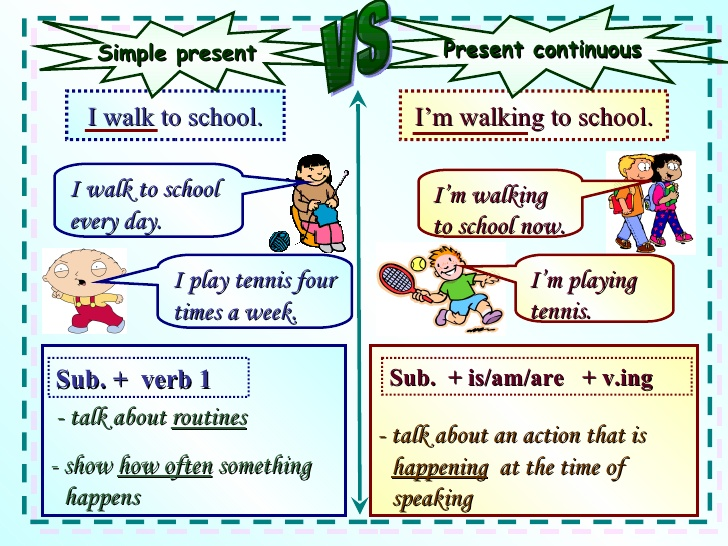 Simple present
VS
Present continuous
I walk to school.
I'm walking to school.
I walk to school
every day.
I'm walking
to school now.
I play tennis four
times a week.
I'm playing
tennis.
Sub. + verb 1
- talk about routines
- show how often something
happens
Sub. + is/am/are + v.ing
- talk about an action that is
happening at the time of
speaking